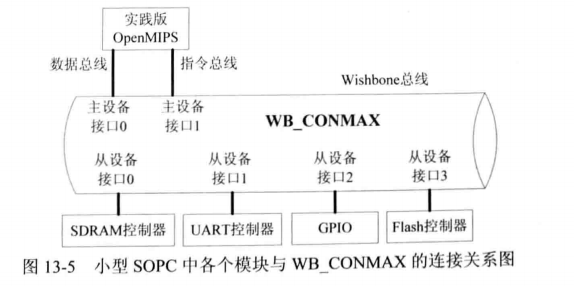 实践版
OpenMIPS
数据总线
指令总线
Wishbone总线
主设备
接口0
主设备
接口1
WB_CONMAX
从设备
接口0
从设备
接口1
从设备
接口2
从设备
接口3
SDRAM控制器
UART控制器
GPIO
Flash控制器
图 13-5 小型 SOPC 中各个模块与 WB_CONMAX 的连接关系图